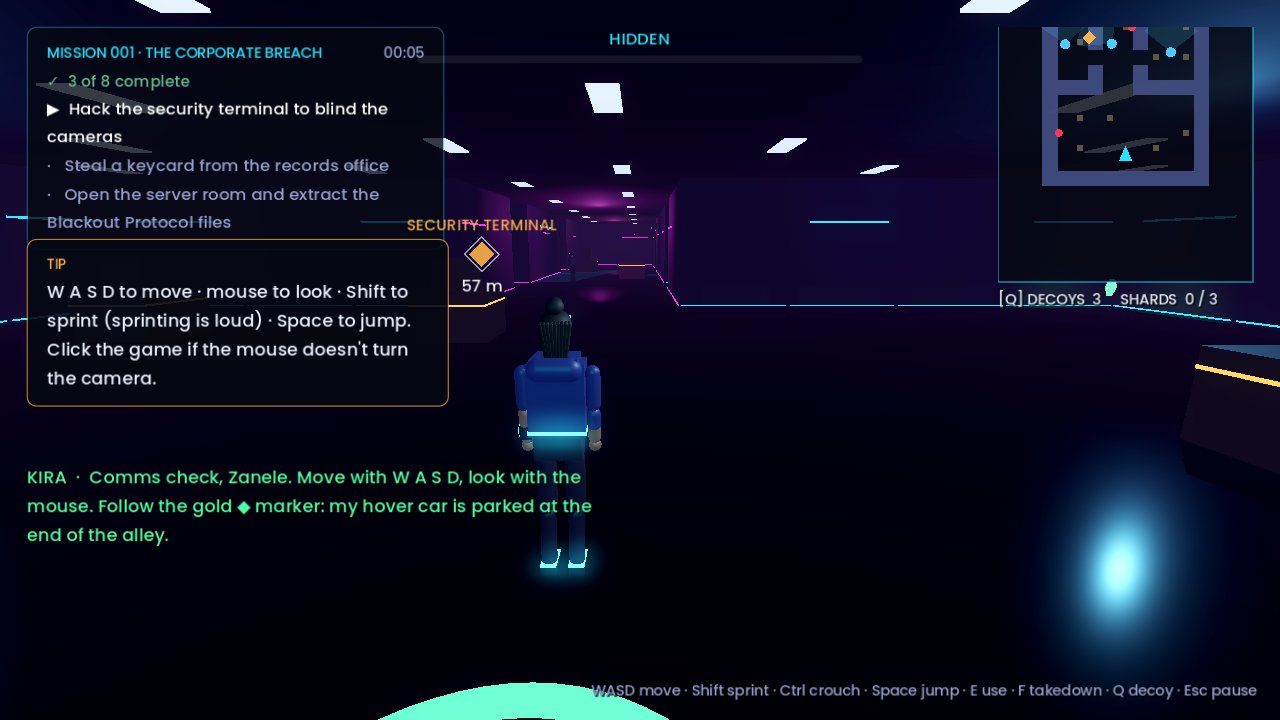 MISSION 001 · THE CORPORATE BREACH 00:05
✓ 3 of 8 complete
▶ Hack the security terminal to blind the
cameras
· Steal a keycard from the records office
· Open the server room and extract the
Blackout Protocol files
HIDDEN
SECURITY TERMINAL
57 m
TIP
W A S D to move · mouse to look · Shift to
sprint (sprinting is loud) · Space to jump.
Click the game if the mouse doesn't turn
the camera.
[Q] DECOYS 3 SHARDS 0 / 3
KIRA · Comms check, Zanele. Move with W A S D, look with the
mouse. Follow the gold ◆ marker: my hover car is parked at the
end of the alley.
WASD move · Shift sprint · Ctrl crouch · Space jump · E use · F takedown · Q decoy · Esc pause